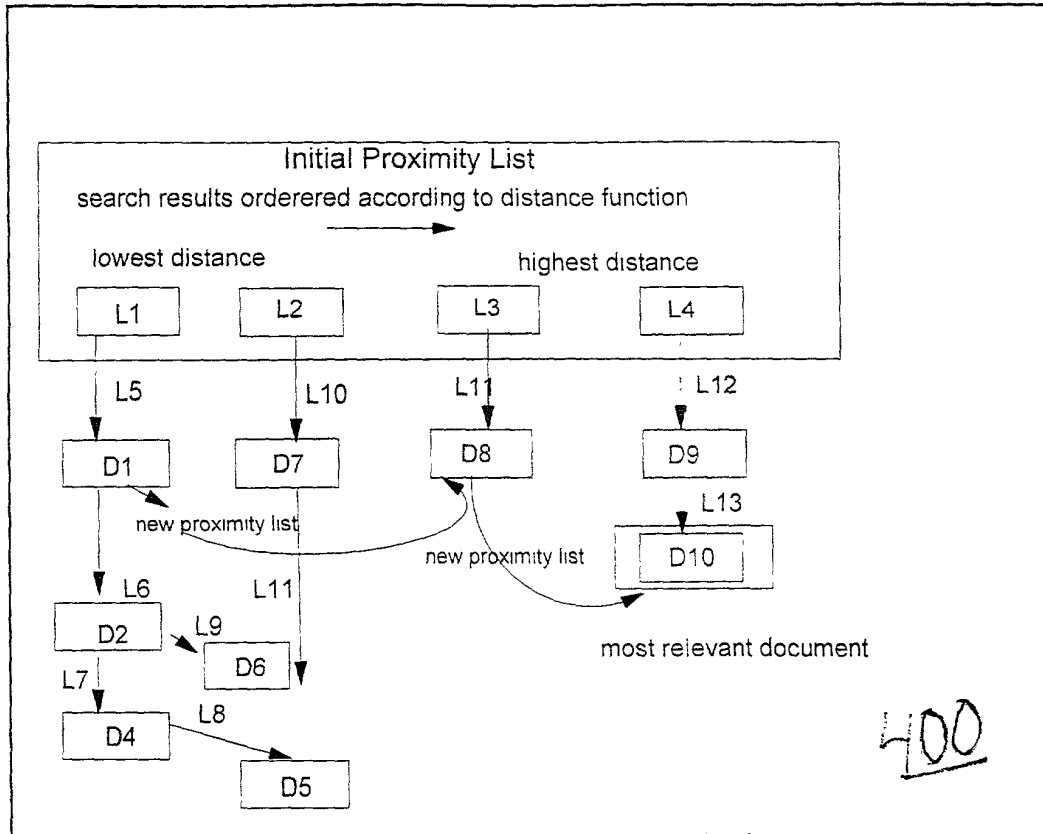 Initial Proximity List
search results orderered according to distance function
lowest distance
highest distance
L1
L2
L3
L4
L5
L10
L11
L12
D1
D7
D8
D9
new proximity list
L13
new proximity list
D10
L6
L11
D2
L9
D6
most relevant document
L7
L8
D4
D5
400